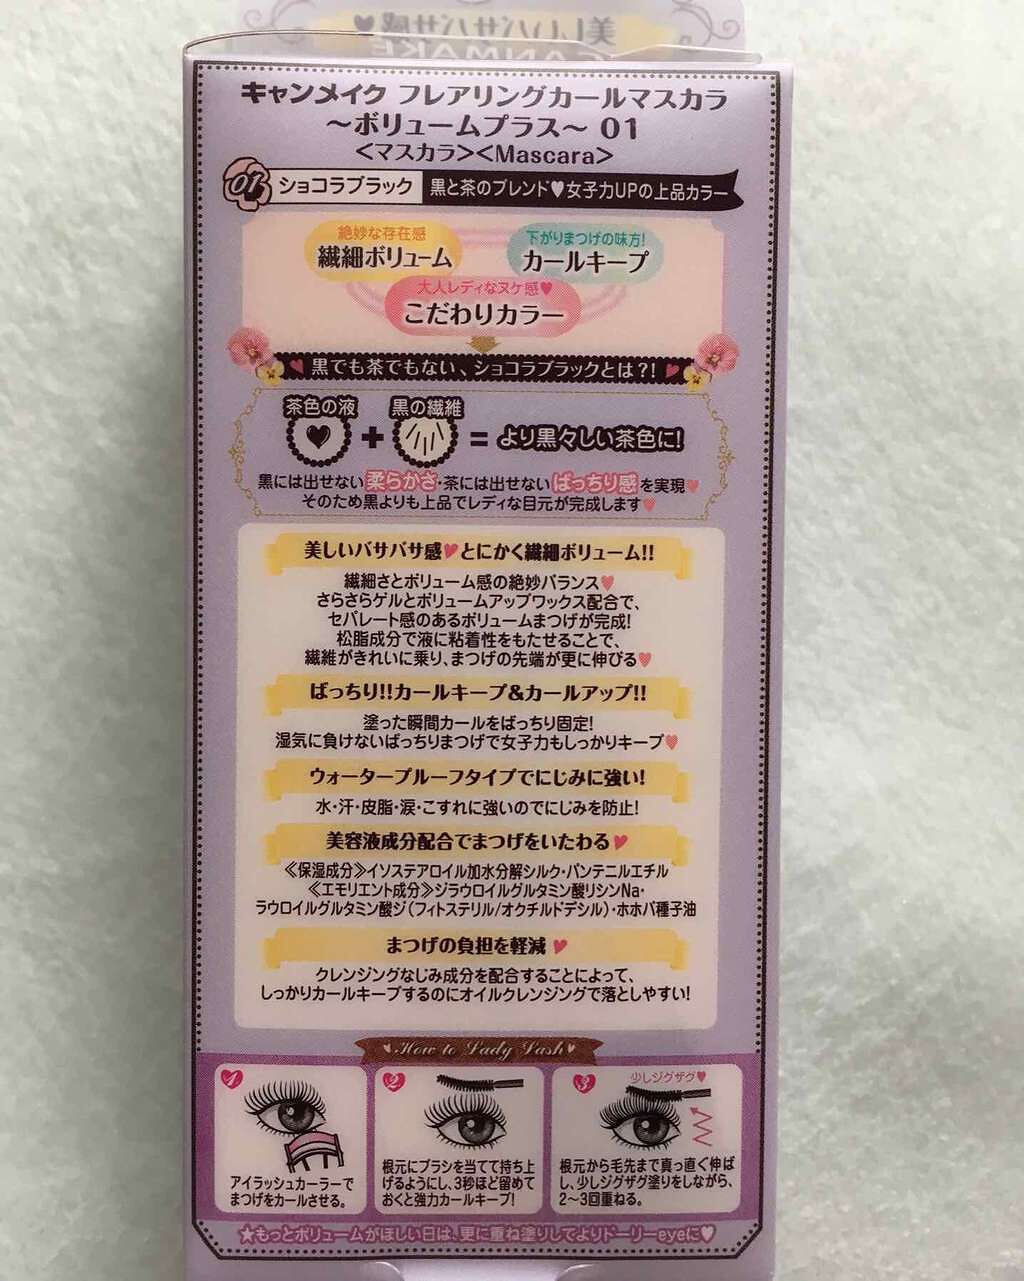 美しいバサバサ感♥
CANMAKE
キャンメイク フレアリングカールマスカラ
～ボリュームプラス～ 01
<マスカラ><Mascara>
01 ショコラブラック 黒と茶のブレンド♥女子力UPの上品カラー
絶妙な存在感
繊細ボリューム
下がりまつげの味方!
カールキープ
大人レディなヌケ感♥
こだわりカラー
♥黒でも茶でもない、ショコラブラックとは?!♥
茶色の液 黒の繊維
+ = より黒々しい茶色に!
黒には出せない柔らかさ・茶には出せないぱっちり感を実現♥
そのため黒よりも上品でレディな目元が完成します♥
美しいバサバサ感♥とにかく繊細ボリューム!!
繊細さとボリューム感の絶妙バランス♥
さらさらゲルとボリュームアップワックス配合で、
セパレート感のあるボリュームまつげが完成!
松脂成分で液に粘着性をもたせることで、
繊維がきれいに乗り、まつげの先端が更に伸びる♥
ぱっちり!!カールキープ&カールアップ!!
塗った瞬間カールをぱっちり固定!
湿気に負けないぱっちりまつげで女子力もしっかりキープ♥
ウォータープルーフタイプでにじみに強い!
水・汗・皮脂・涙・こすれに強いのでにじみを防止!
美容液成分配合でまつげをいたわる♥
≪保湿成分≫イソステアロイル加水分解シルク・パンテニルエチル
≪エモリエント成分≫ジラウロイルグルタミン酸リシンNa・
ラウロイルグルタミン酸ジ(フィトステリル/オクチルドデシル)・ホホバ種子油
まつげの負担を軽減♥
クレンジングなじみ成分を配合することによって、
しっかりカールキープするのにオイルクレンジングで落としやすい!
♥How to Lady Lash♥
1
アイラッシュカーラーで
まつげをカールさせる。
2
根元にブラシを当てて持ち上
げるようにし、3秒ほど留めて
おくと強力カールキープ!
3
少しジグザグ♥
根元から毛先まで真っ直ぐ伸ば
し、少しジグザグ塗りをしながら、
2～3回重ねる。
★もっとボリュームがほしい日は、更に重ね塗りしてよりドーリーeyeに♥